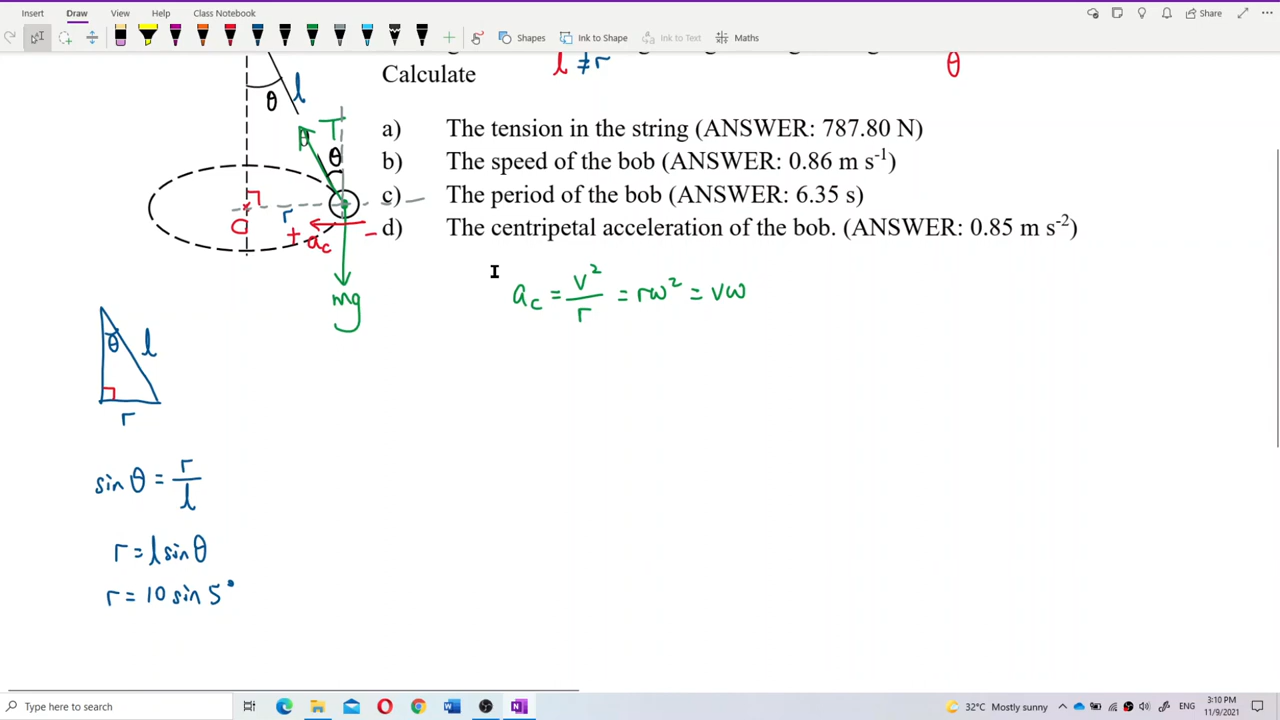 Insert Draw View Class Notebook Share
Shapes Ink to Shape Ink to Text Maths
l ≠ r θ
Calculate
θ l
T
θ
θ
a) The tension in the string (ANSWER: 787.80 N)
b) The speed of the bob (ANSWER: 0.86 m s⁻¹)
c) The period of the bob (ANSWER: 6.35 s)
d) The centripetal acceleration of the bob. (ANSWER: 0.85 m s⁻²)
r
+ a_c −
mg
a_c = v²/r = rω² = vω
θ l
r
sin θ = r/l
r = l sin θ
r = 10 sin 5°
Type here to search
32°C Mostly sunny ENG 3:10 PM
11/9/2021